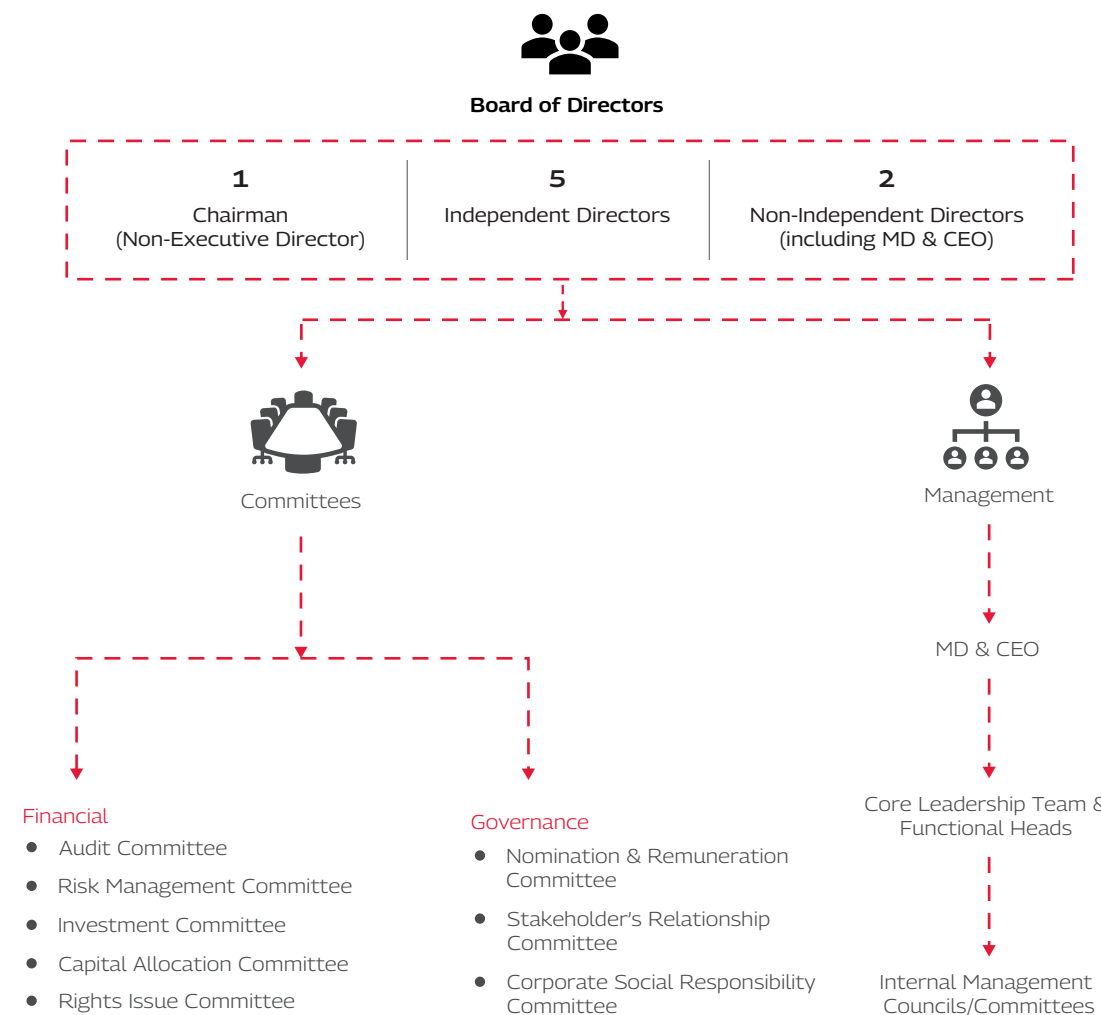 Board of Directors
1
Chairman
(Non-Executive Director)
5
Independent Directors
2
Non-Independent Directors
(including MD & CEO)
Committees
Management
MD & CEO
Core Leadership Team &
Functional Heads
Internal Management
Councils/Committees
Financial
• Audit Committee
• Risk Management Committee
• Investment Committee
• Capital Allocation Committee
• Rights Issue Committee
Governance
• Nomination & Remuneration
Committee
• Stakeholder's Relationship
Committee
• Corporate Social Responsibility
Committee